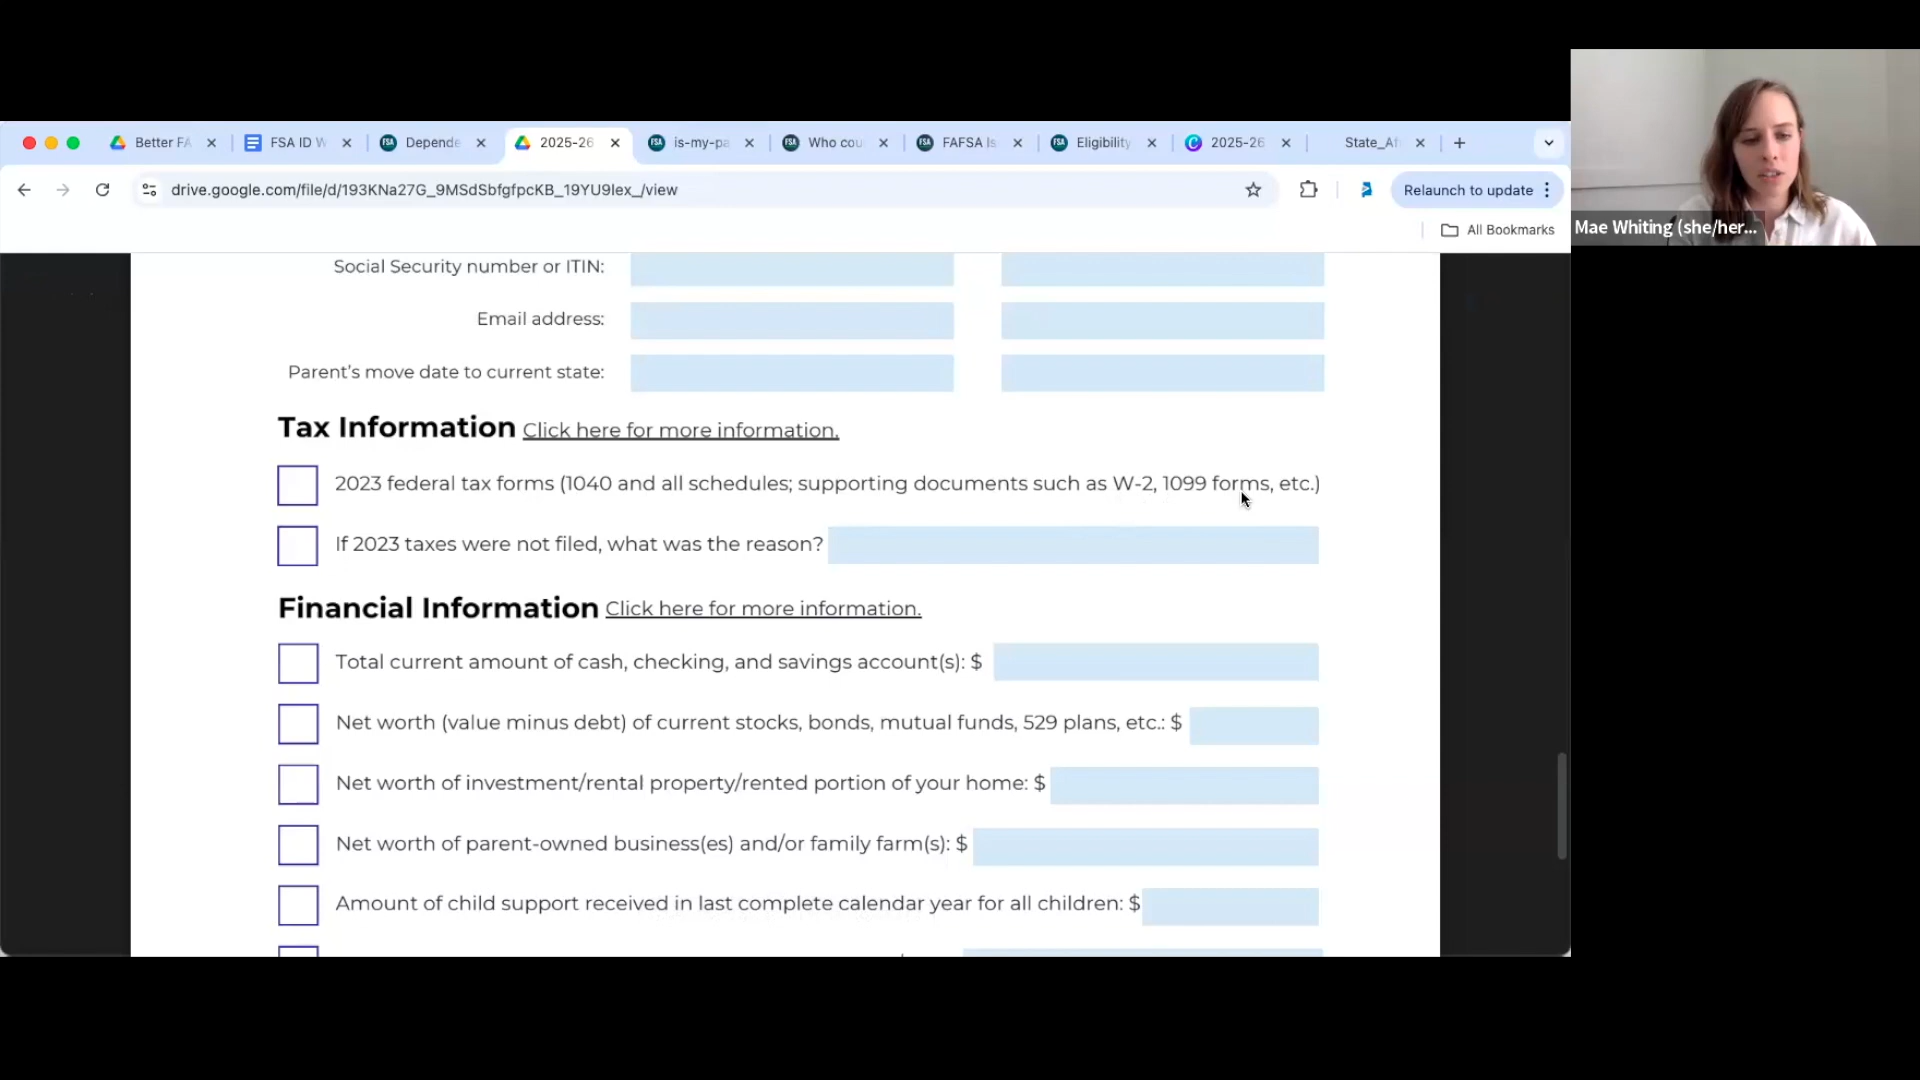 Better FA
FSA ID W
Depende
2025-26
is-my-pa
Who cou
FAFSA Is
Eligibility
2025-26
State_Af
drive.google.com/file/d/193KNa27G_9MSdSbfgfpcKB_19YU9lex_/view
Relaunch to update
All Bookmarks
Mae Whiting (she/her...
Social Security number or ITIN:
Email address:
Parent's move date to current state:
Tax Information Click here for more information.
2023 federal tax forms (1040 and all schedules; supporting documents such as W-2, 1099 forms, etc.)
If 2023 taxes were not filed, what was the reason?
Financial Information Click here for more information.
Total current amount of cash, checking, and savings account(s): $
Net worth (value minus debt) of current stocks, bonds, mutual funds, 529 plans, etc.: $
Net worth of investment/rental property/rented portion of your home: $
Net worth of parent-owned business(es) and/or family farm(s): $
Amount of child support received in last complete calendar year for all children: $